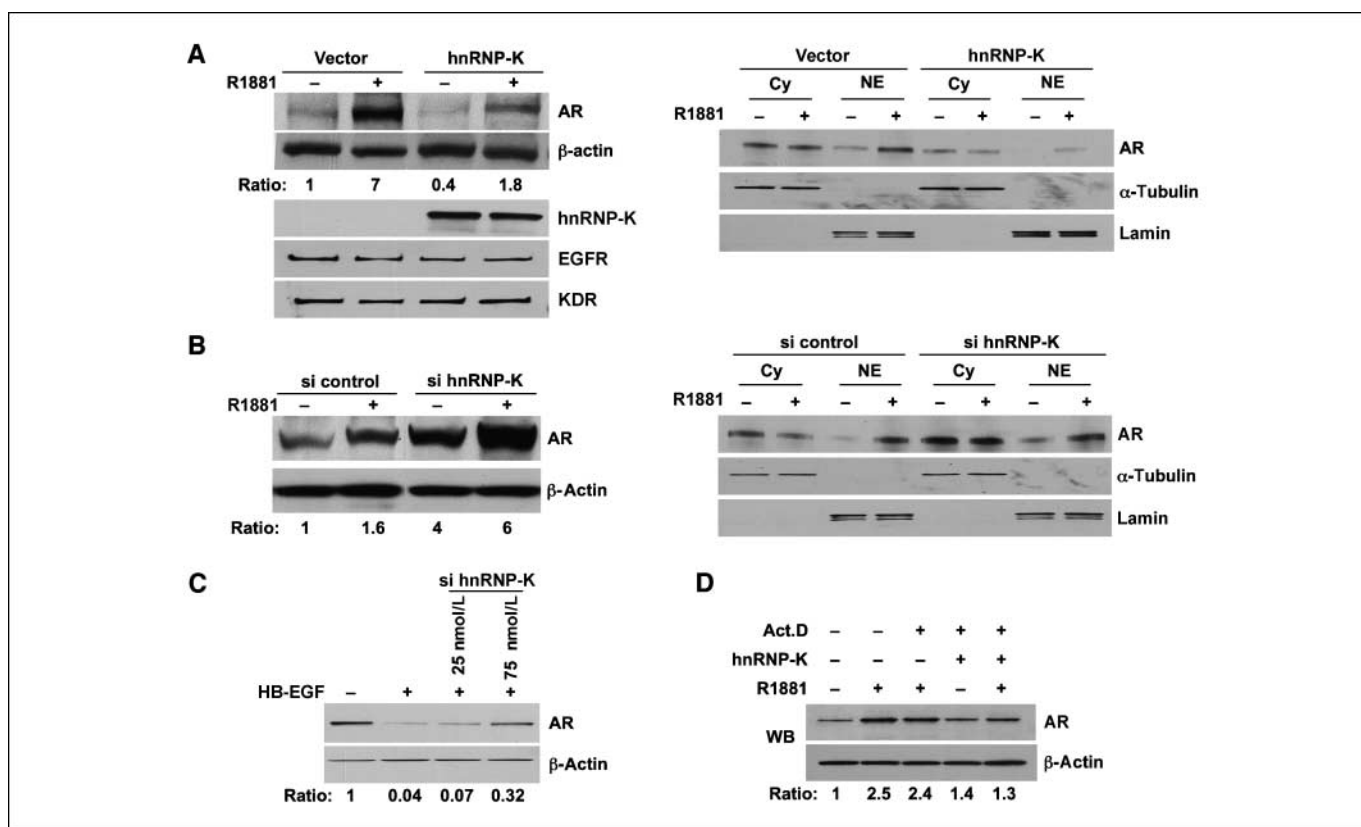 A
Vector hnRNP-K
R1881 – + – +
AR
β-actin
Ratio: 1 7 0.4 1.8
hnRNP-K
EGFR
KDR
Vector hnRNP-K
Cy NE Cy NE
R1881 – + – + – + – +
AR
α-Tubulin
Lamin
B
si control si hnRNP-K
R1881 – + – +
AR
β-Actin
Ratio: 1 1.6 4 6
si control si hnRNP-K
Cy NE Cy NE
R1881 – + – + – + – +
AR
α-Tubulin
Lamin
C
si hnRNP-K
25 nmol/L 75 nmol/L
HB-EGF – + + +
AR
β-Actin
Ratio: 1 0.04 0.07 0.32
D
Act.D – – + + +
hnRNP-K – – – + +
R1881 – + + – +
WB AR
β-Actin
Ratio: 1 2.5 2.4 1.4 1.3